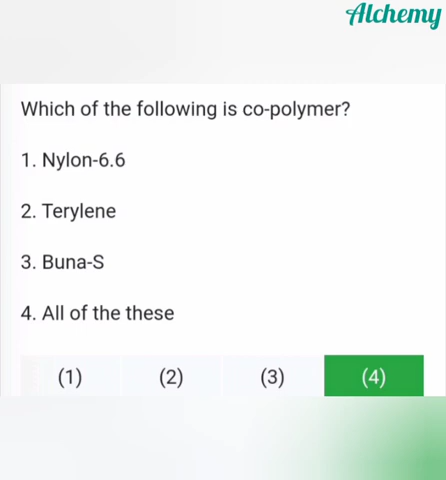 Alchemy
Which of the following is co-polymer?
1. Nylon-6.6
2. Terylene
3. Buna-S
4. All of the these
(1) (2) (3) (4)